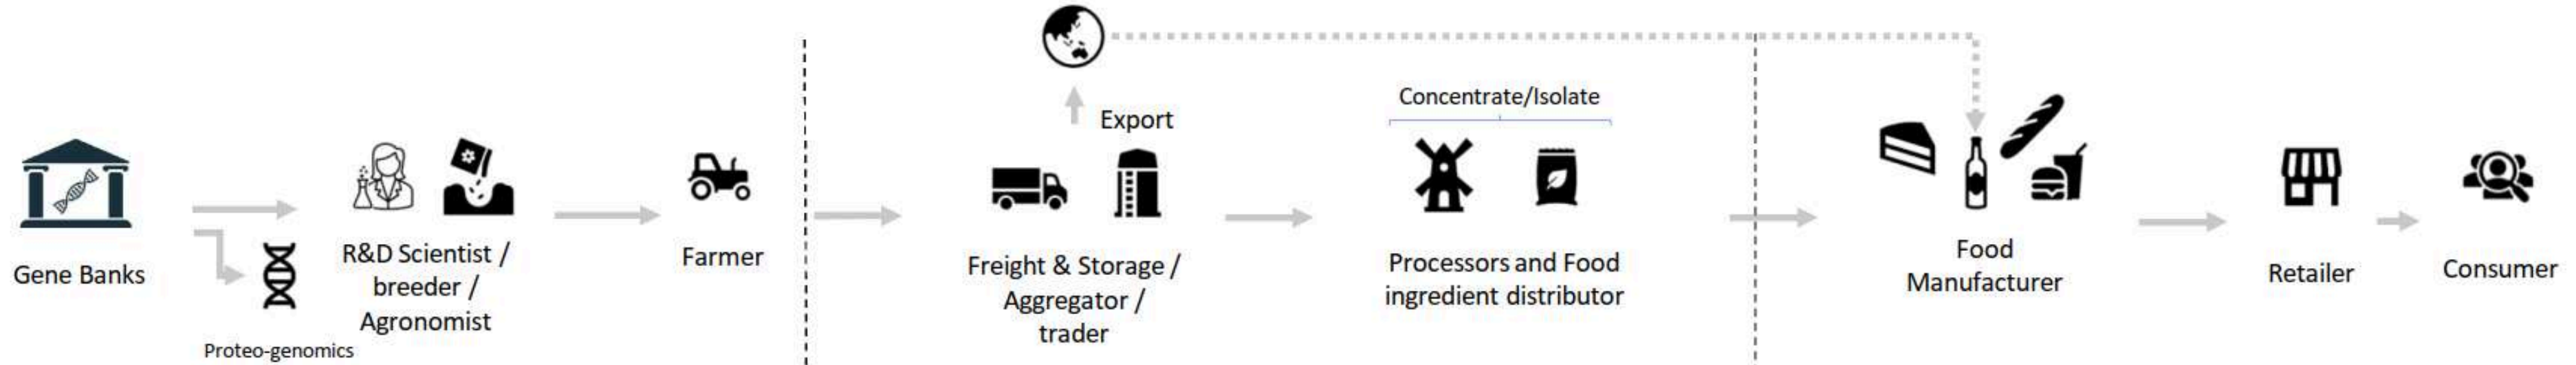 Gene Banks
Proteo-genomics
R&D Scientist /
breeder /
Agronomist
Farmer
Export
Freight & Storage /
Aggregator /
trader
Concentrate/Isolate
Processors and Food
ingredient distributor
Food
Manufacturer
Retailer
Consumer